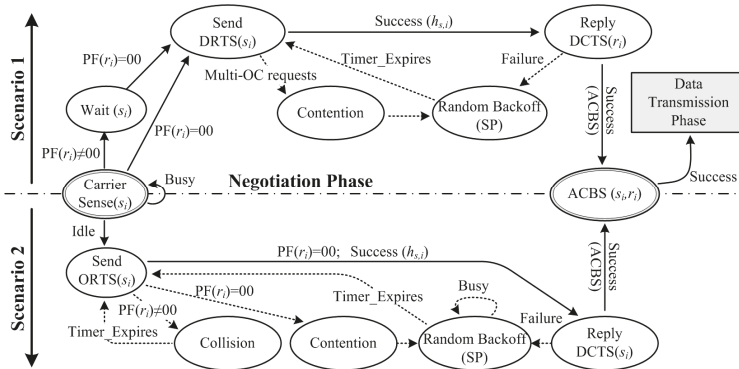 Scenario 1
Scenario 2
Negotiation Phase
Send
DRTS(si)
Success (hs,i)
Reply
DCTS(ri)
PF(ri)=00
Multi-OC requests
Timer_Expires
Failure
Wait (si)
PF(ri)=00
Contention
Random Backoff
(SP)
Success
(ACBS)
Data
Transmission
Phase
PF(ri)≠00
Carrier
Sense(si)
Busy
ACBS (si,ri)
Success
Idle
Send
ORTS(si)
PF(ri)=00; Success (hs,i)
Success
(ACBS)
PF(ri)=00
PF(ri)≠00
Timer_Expires
Timer_Expires
Busy
Collision
Contention
Random Backoff
(SP)
Failure
Reply
DCTS(si)